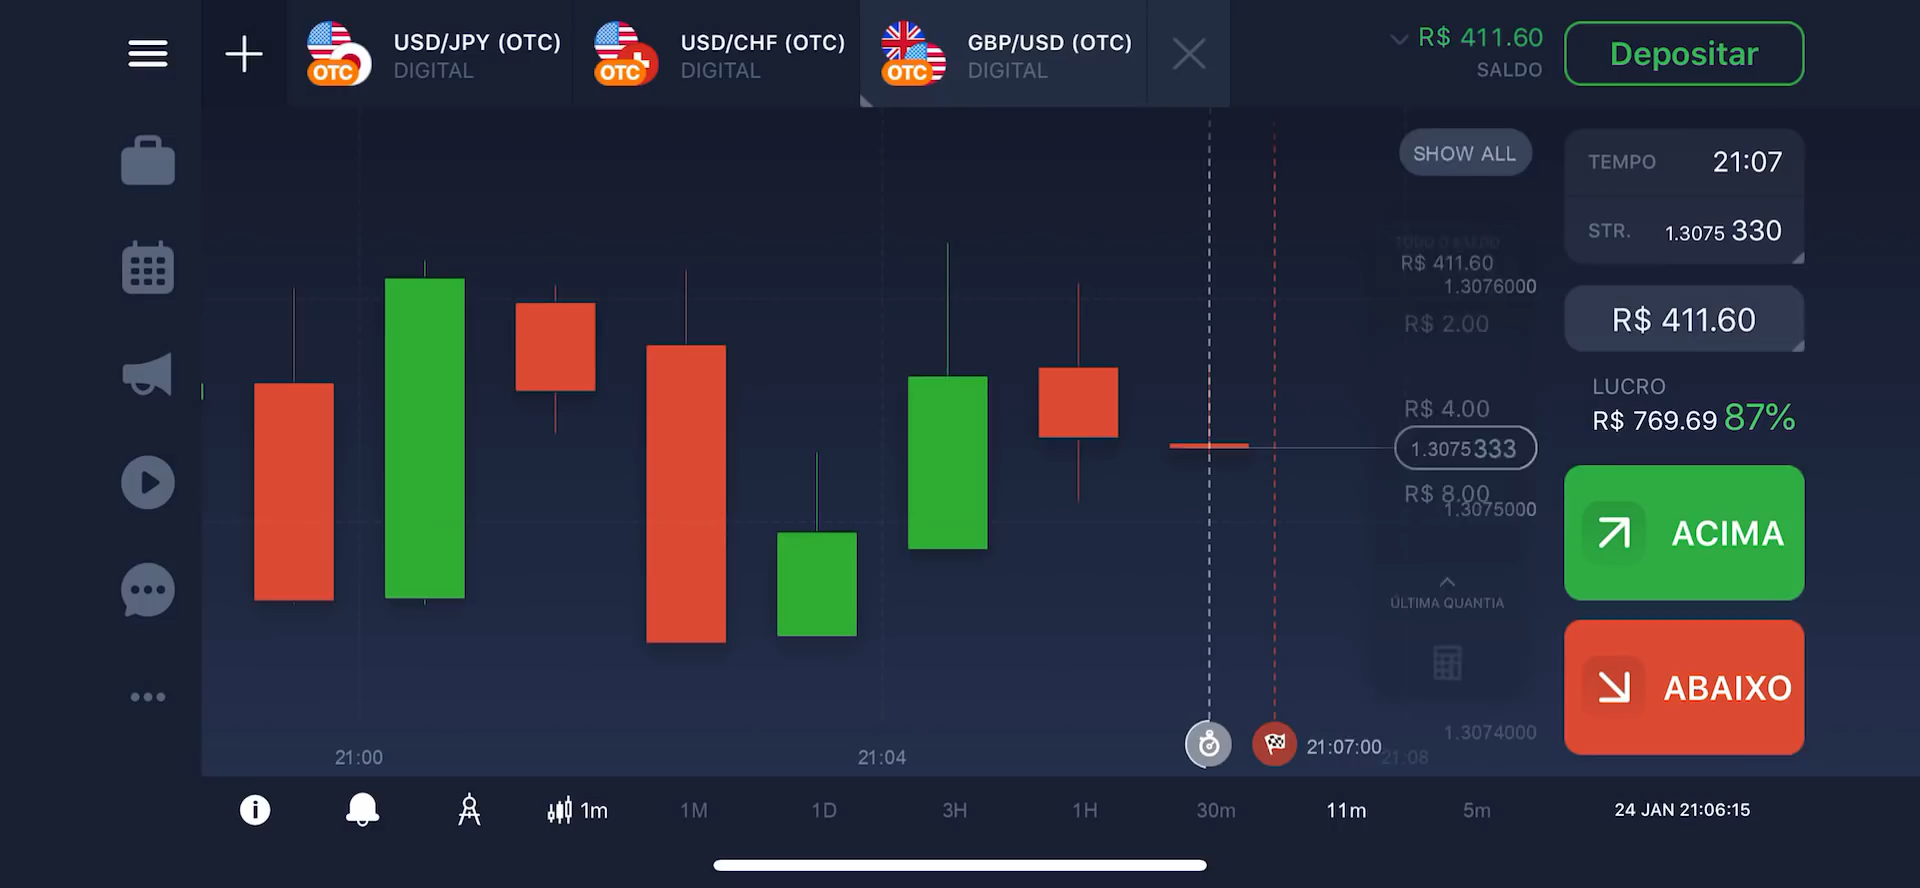 USD/JPY (OTC)
DIGITAL
OTC
USD/CHF (OTC)
DIGITAL
OTC
GBP/USD (OTC)
DIGITAL
OTC
R$ 411.60
SALDO
Depositar
SHOW ALL
TEMPO 21:07
STR. 1.3075 330
R$ 411.60
1.3076000
R$ 2.00
R$ 411.60
LUCRO
R$ 769.69 87%
R$ 4.00
1.3075333
R$ 8.00
1.3075000
ACIMA
ÚLTIMA QUANTIA
ABAIXO
1.3074000
21:00
21:04
21:07:00
21:08
1m
1M
1D
3H
1H
30m
11m
5m
24 JAN 21:06:15